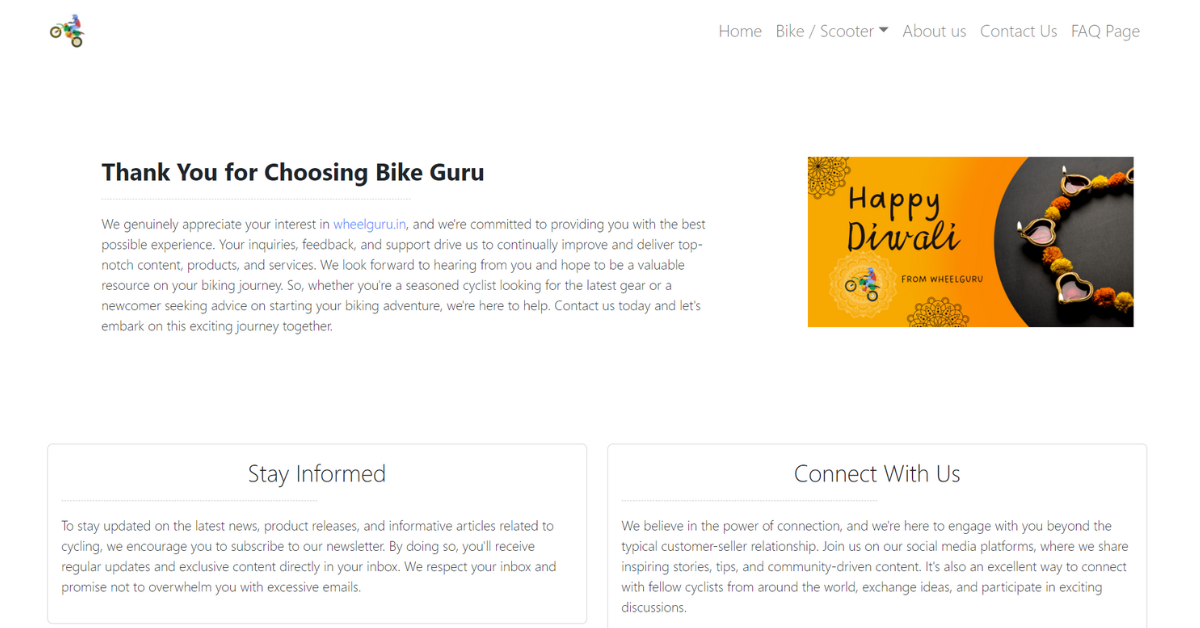 Home Bike / Scooter About us Contact Us FAQ Page
Thank You for Choosing Bike Guru
We genuinely appreciate your interest in wheelguru.in, and we're committed to providing you with the best
possible experience. Your inquiries, feedback, and support drive us to continually improve and deliver top-
notch content, products, and services. We look forward to hearing from you and hope to be a valuable
resource on your biking journey. So, whether you're a seasoned cyclist looking for the latest gear or a
newcomer seeking advice on starting your biking adventure, we're here to help. Contact us today and let's
embark on this exciting journey together.
Happy
Diwali
FROM WHEELGURU
Stay Informed
To stay updated on the latest news, product releases, and informative articles related to
cycling, we encourage you to subscribe to our newsletter. By doing so, you'll receive
regular updates and exclusive content directly in your inbox. We respect your inbox and
promise not to overwhelm you with excessive emails.
Connect With Us
We believe in the power of connection, and we're here to engage with you beyond the
typical customer-seller relationship. Join us on our social media platforms, where we share
inspiring stories, tips, and community-driven content. It's also an excellent way to connect
with fellow cyclists from around the world, exchange ideas, and participate in exciting
discussions.